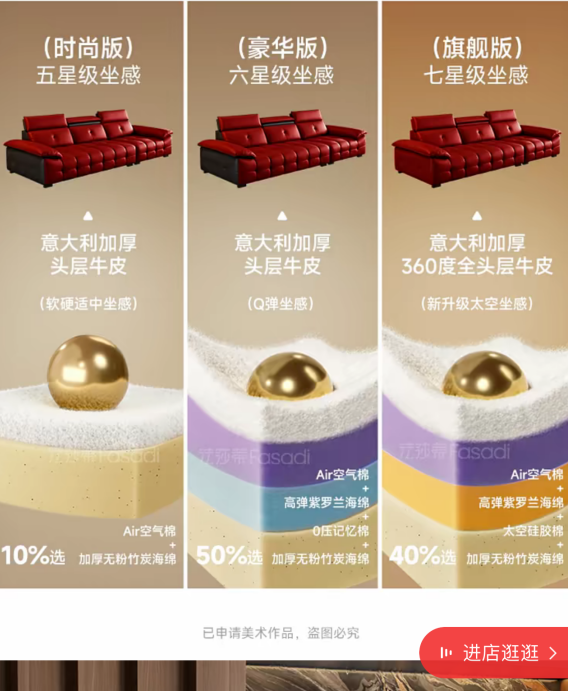 （时尚版）
五星级坐感
意大利加厚
头层牛皮
（软硬适中坐感）
Fasadi
Air空气棉
+
10%选 加厚无粉竹炭海绵
（豪华版）
六星级坐感
意大利加厚
头层牛皮
（Q弹坐感）
法莎蒂Fasadi
Air空气棉
+
高弹紫罗兰海绵
+
0压记忆棉
+
50%选 加厚无粉竹炭海绵
（旗舰版）
七星级坐感
意大利加厚
360度全头层牛皮
（新升级太空坐感）
法莎蒂Fasadi
Air空气棉
+
高弹紫罗兰海绵
+
太空硅胶棉
+
40%选 加厚无粉竹炭海绵
已申请美术作品，盗图必究
进店逛逛